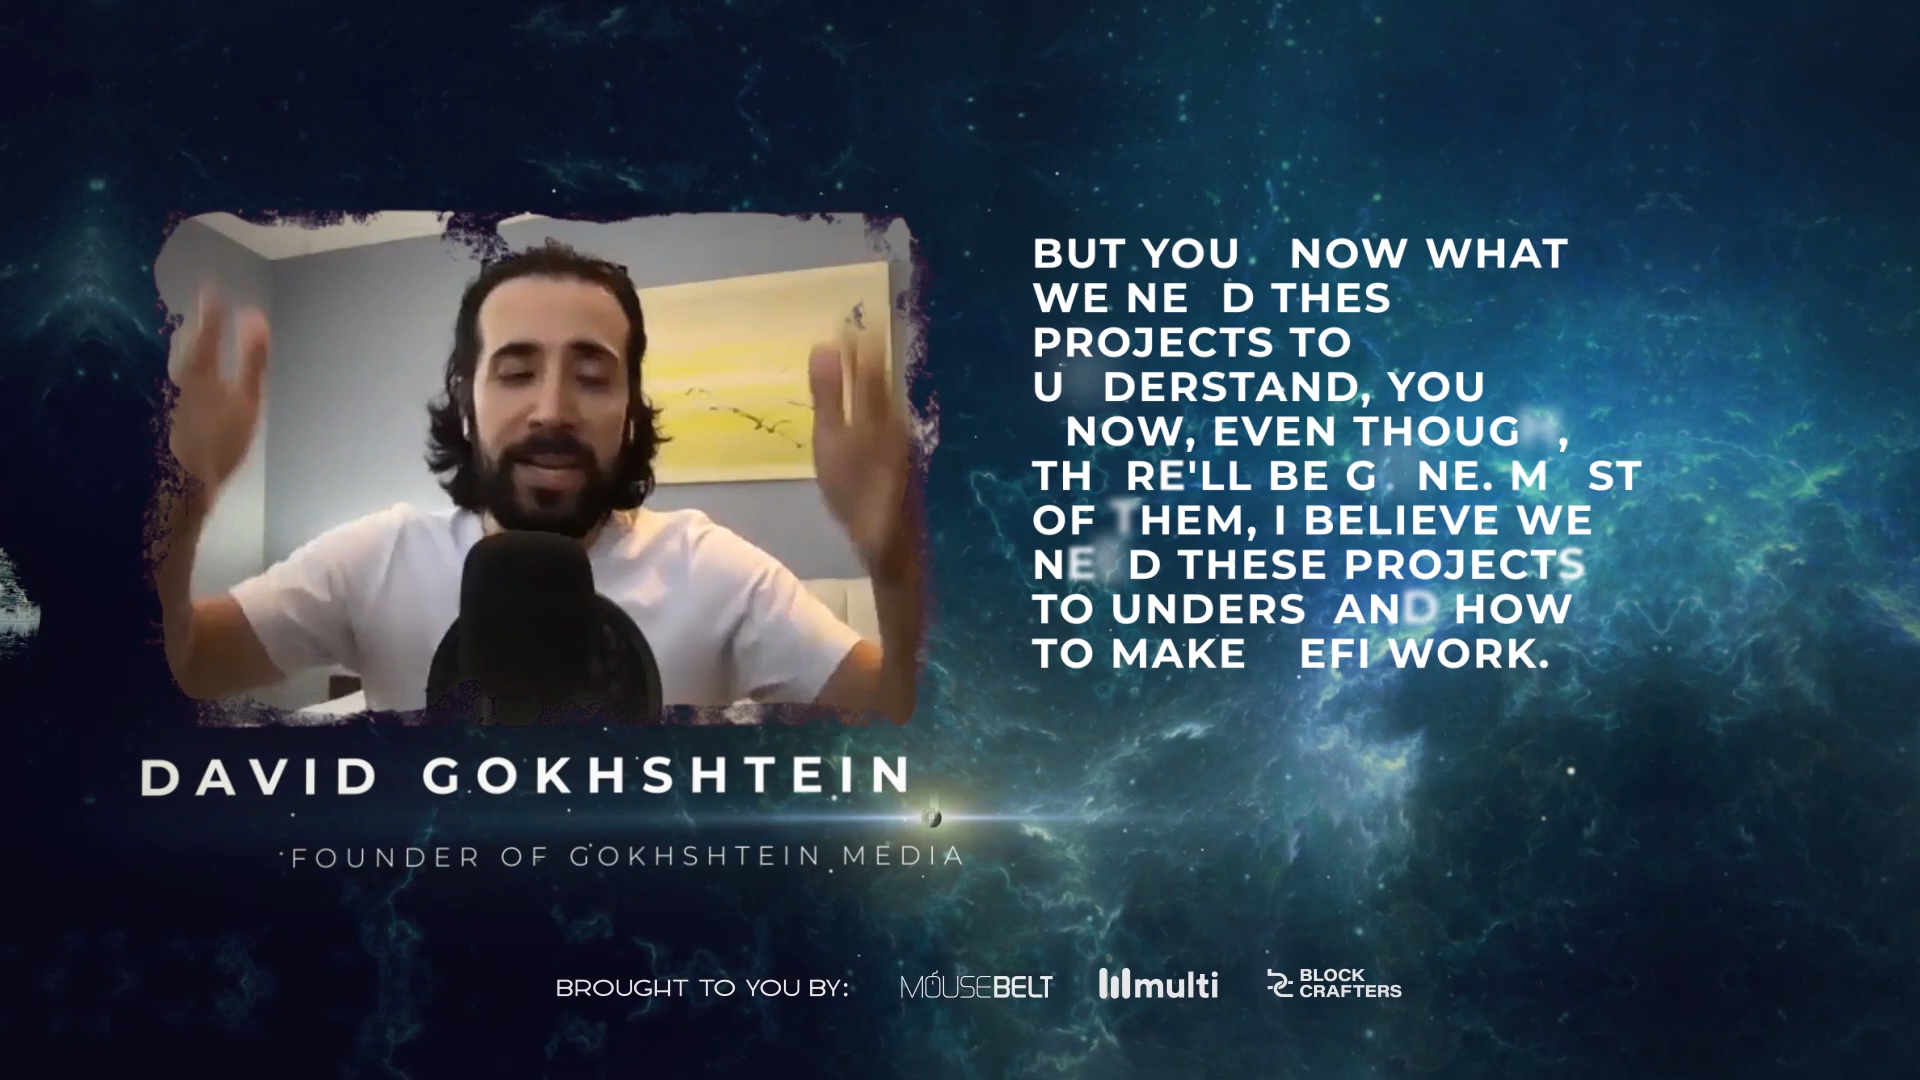 BUT YOU NOW WHAT
WE NE D THES
PROJECTS TO
U DERSTAND, YOU
NOW, EVEN THOUGH,
TH RE'LL BE G NE. M ST
OF THEM, I BELIEVE WE
NE D THESE PROJECTS
TO UNDERS AND HOW
TO MAKE EFI WORK.
DAVID GOKHSHTEIN
FOUNDER OF GOKHSHTEIN MEDIA
BROUGHT TO YOU BY:
MOUSEBELT
multi
BLOCK
CRAFTERS